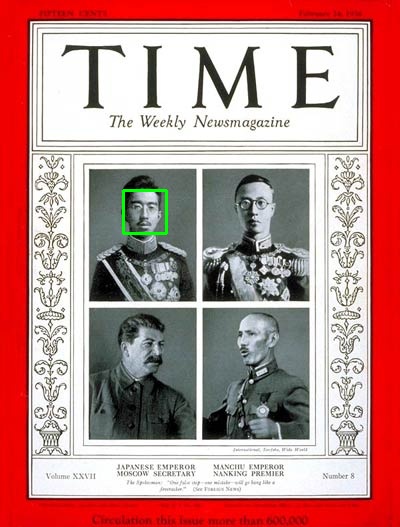 FIFTEEN CENTS February 24, 1936
TIME
The Weekly Newsmagazine
International, Soyfoto, Wide World
JAPANESE EMPEROR MANCHU EMPEROR
Volume XXVII MOSCOW SECRETARY NANKING PREMIER Number 8
The Spokesman: "One false step—one mistake—will go bang like a
firecracker." (See FOREIGN NEWS)
Circulation this issue more than 600,000